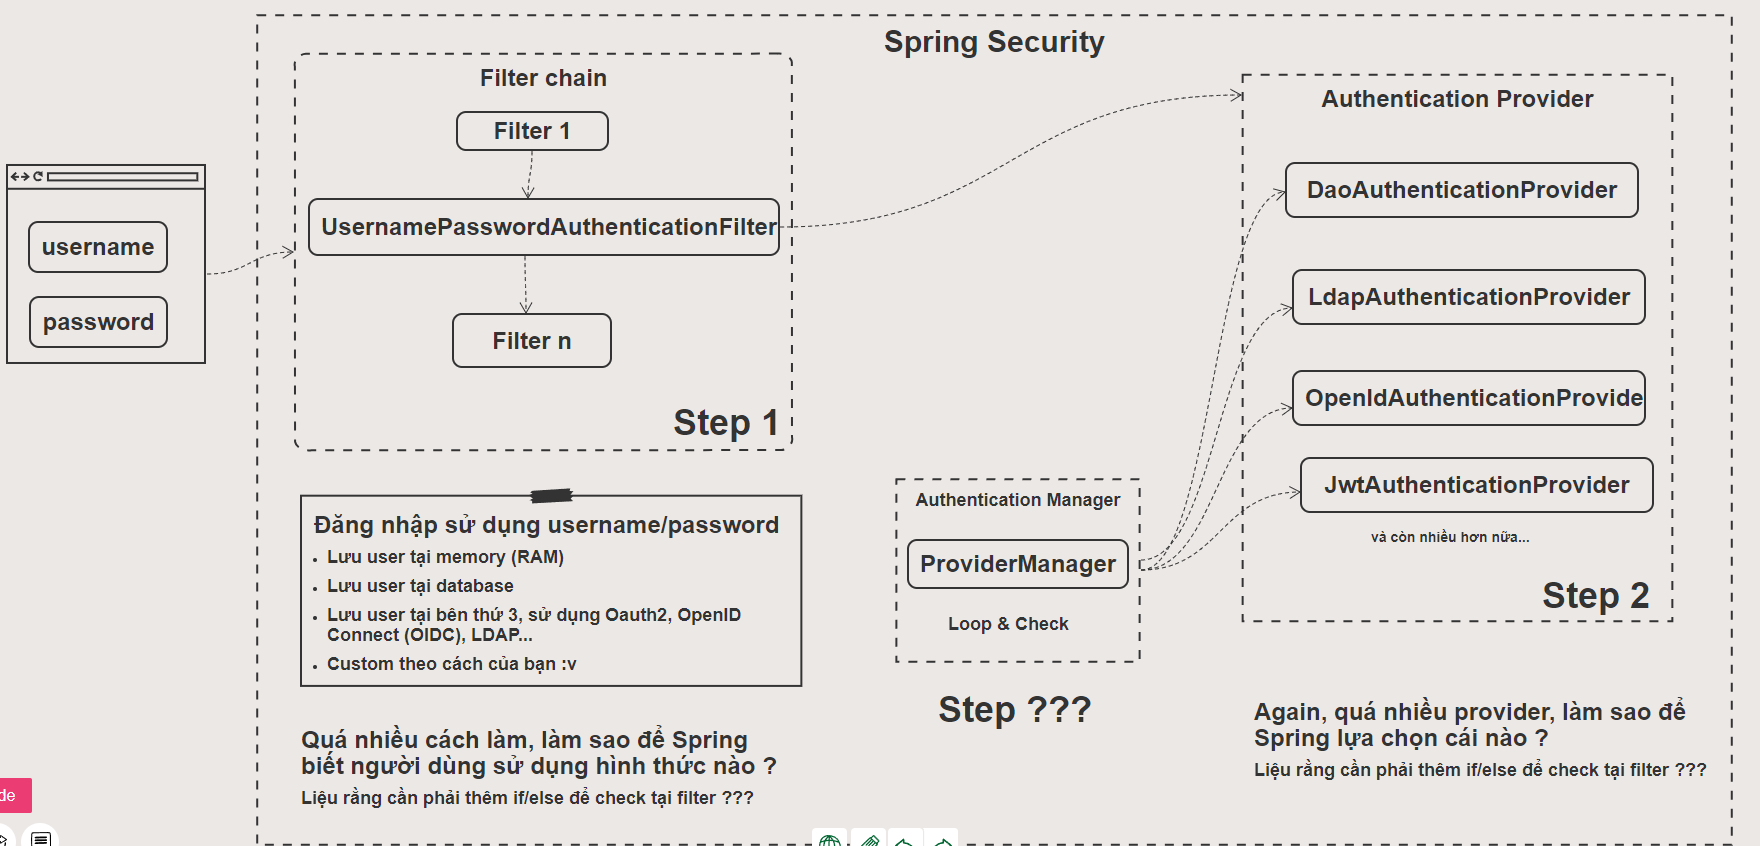 Spring Security
Filter chain
Filter 1
UsernamePasswordAuthenticationFilter
Filter n
Step 1
username
password
Authentication Provider
DaoAuthenticationProvider
LdapAuthenticationProvider
OpenIdAuthenticationProvide
JwtAuthenticationProvider
và còn nhiều hơn nữa...
Step 2
Authentication Manager
ProviderManager
Loop & Check
Step ???
Đăng nhập sử dụng username/password
Lưu user tại memory (RAM)
Lưu user tại database
Lưu user tại bên thứ 3, sử dụng Oauth2, OpenID
Connect (OIDC), LDAP...
Custom theo cách của bạn :v
Quá nhiều cách làm, làm sao để Spring
biết người dùng sử dụng hình thức nào ?
Liệu rằng cần phải thêm if/else để check tại filter ???
Again, quá nhiều provider, làm sao để
Spring lựa chọn cái nào ?
Liệu rằng cần phải thêm if/else để check tại filter ???
de